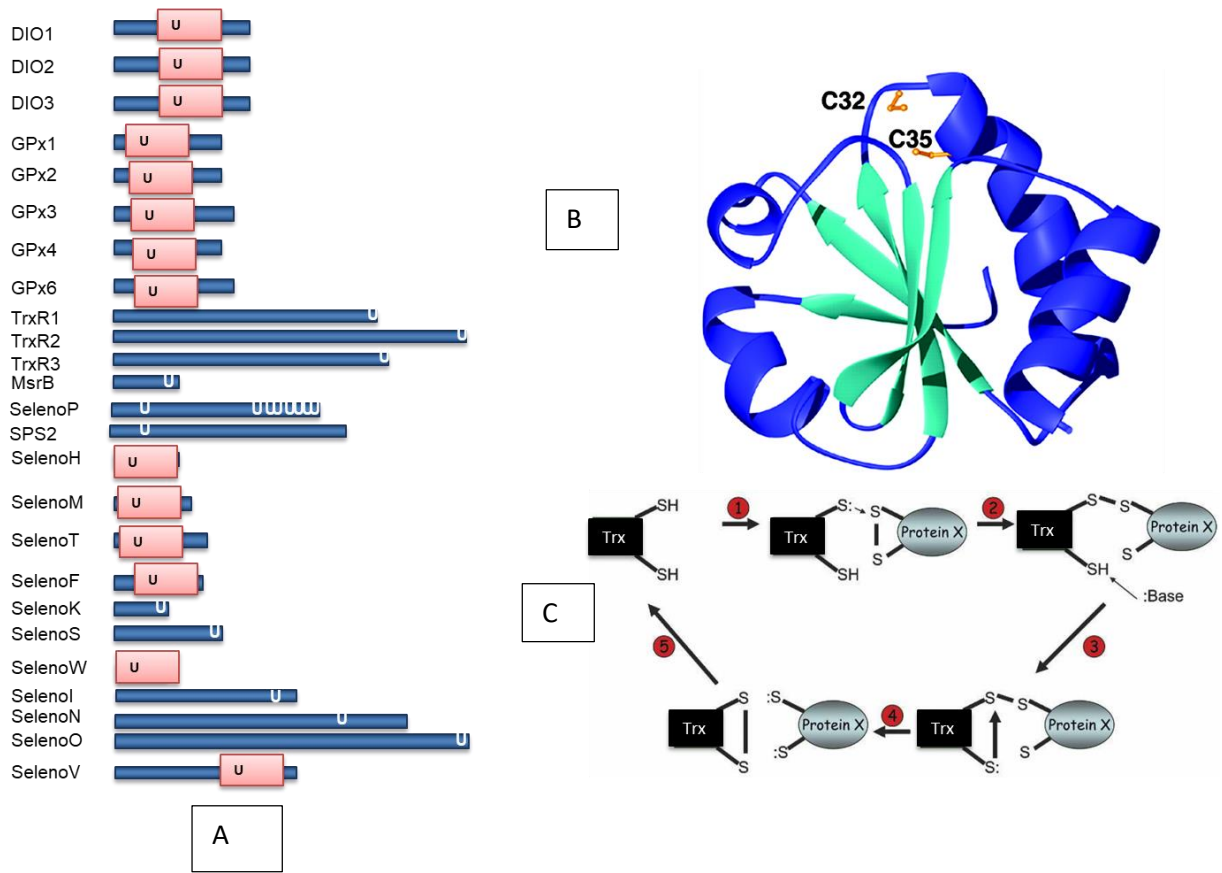 DIO1 U
DIO2 U
DIO3 U
GPx1 U
GPx2 U
GPx3 U
GPx4 U
GPx6 U
TrxR1 U
TrxR2 U
TrxR3 U
MsrB U
SelenoP U UUUUUUUUU
SPS2 U
SelenoH U
SelenoM U
SelenoT U
SelenoF U
SelenoK U
SelenoS U
SelenoW U
SelenoI U
SelenoN U
SelenoO U
SelenoV U
A
C32
C35
B
Trx SH SH
1
Trx S: SH S S Protein X
2
Trx S S SH S Protein X
:Base
3
Trx S S S: S Protein X
4
Trx S S :S :S Protein X
5
C